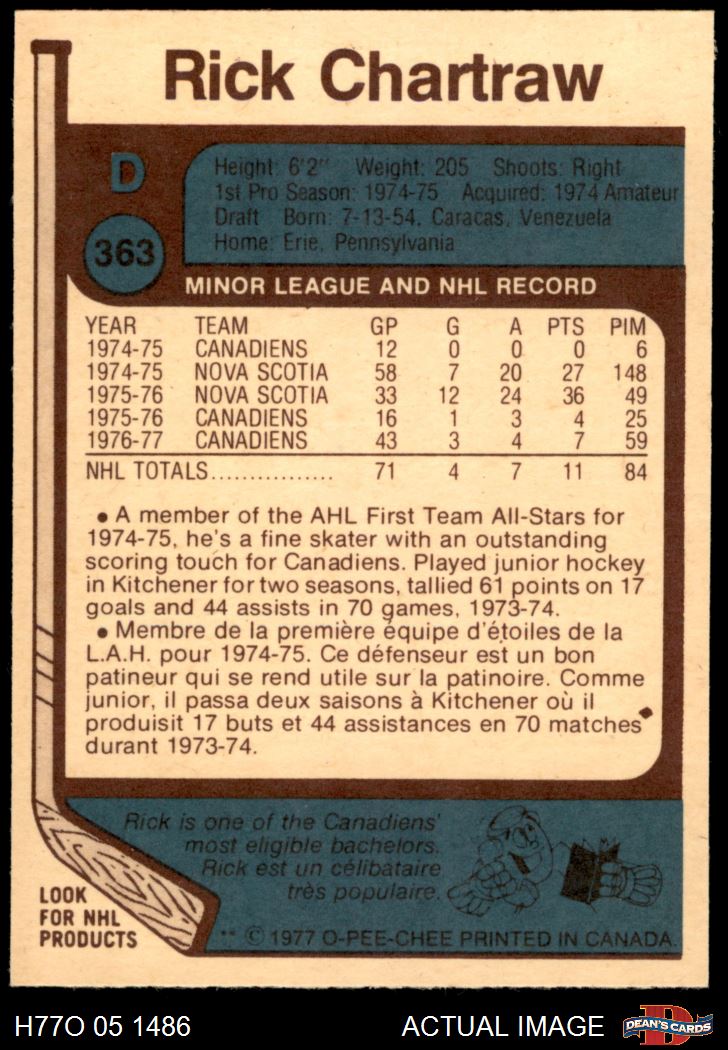 Rick Chartraw
D
363
Height: 6'2" Weight: 205 Shoots: Right
1st Pro Season: 1974-75 Acquired: 1974 Amateur
Draft Born: 7-13-54, Caracas, Venezuela
Home: Erie, Pennsylvania
MINOR LEAGUE AND NHL RECORD
YEAR TEAM GP G A PTS PIM
1974-75 CANADIENS 12 0 0 0 6
1974-75 NOVA SCOTIA 58 7 20 27 148
1975-76 NOVA SCOTIA 33 12 24 36 49
1975-76 CANADIENS 16 1 3 4 25
1976-77 CANADIENS 43 3 4 7 59
NHL TOTALS................ 71 4 7 11 84
• A member of the AHL First Team All-Stars for
1974-75, he's a fine skater with an outstanding
scoring touch for Canadiens. Played junior hockey
in Kitchener for two seasons, tallied 61 points on 17
goals and 44 assists in 70 games, 1973-74.
• Membre de la première équipe d'étoiles de la
L.A.H. pour 1974-75. Ce défenseur est un bon
patineur qui se rend utile sur la patinoire. Comme
junior, il passa deux saisons à Kitchener où il
produisit 17 buts et 44 assistances en 70 matches
durant 1973-74.
Rick is one of the Canadiens'
most eligible bachelors.
Rick est un célibataire
très populaire.
LOOK
FOR NHL
PRODUCTS
** © 1977 O-PEE-CHEE PRINTED IN CANADA.
H77O 05 1486 ACTUAL IMAGE
D
DEAN'S CARDS